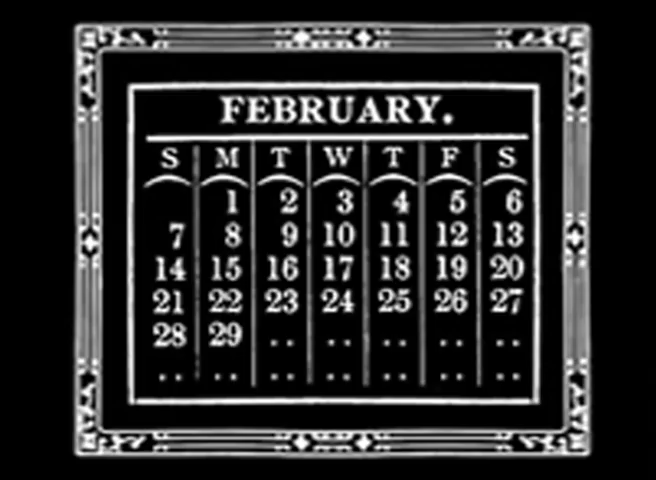 FEBRUARY.
S M T W T F S
1 2 3 4 5 6
7 8 9 10 11 12 13
14 15 16 17 18 19 20
21 22 23 24 25 26 27
28 29 .. .. .. .. ..
.. .. .. .. .. .. ..